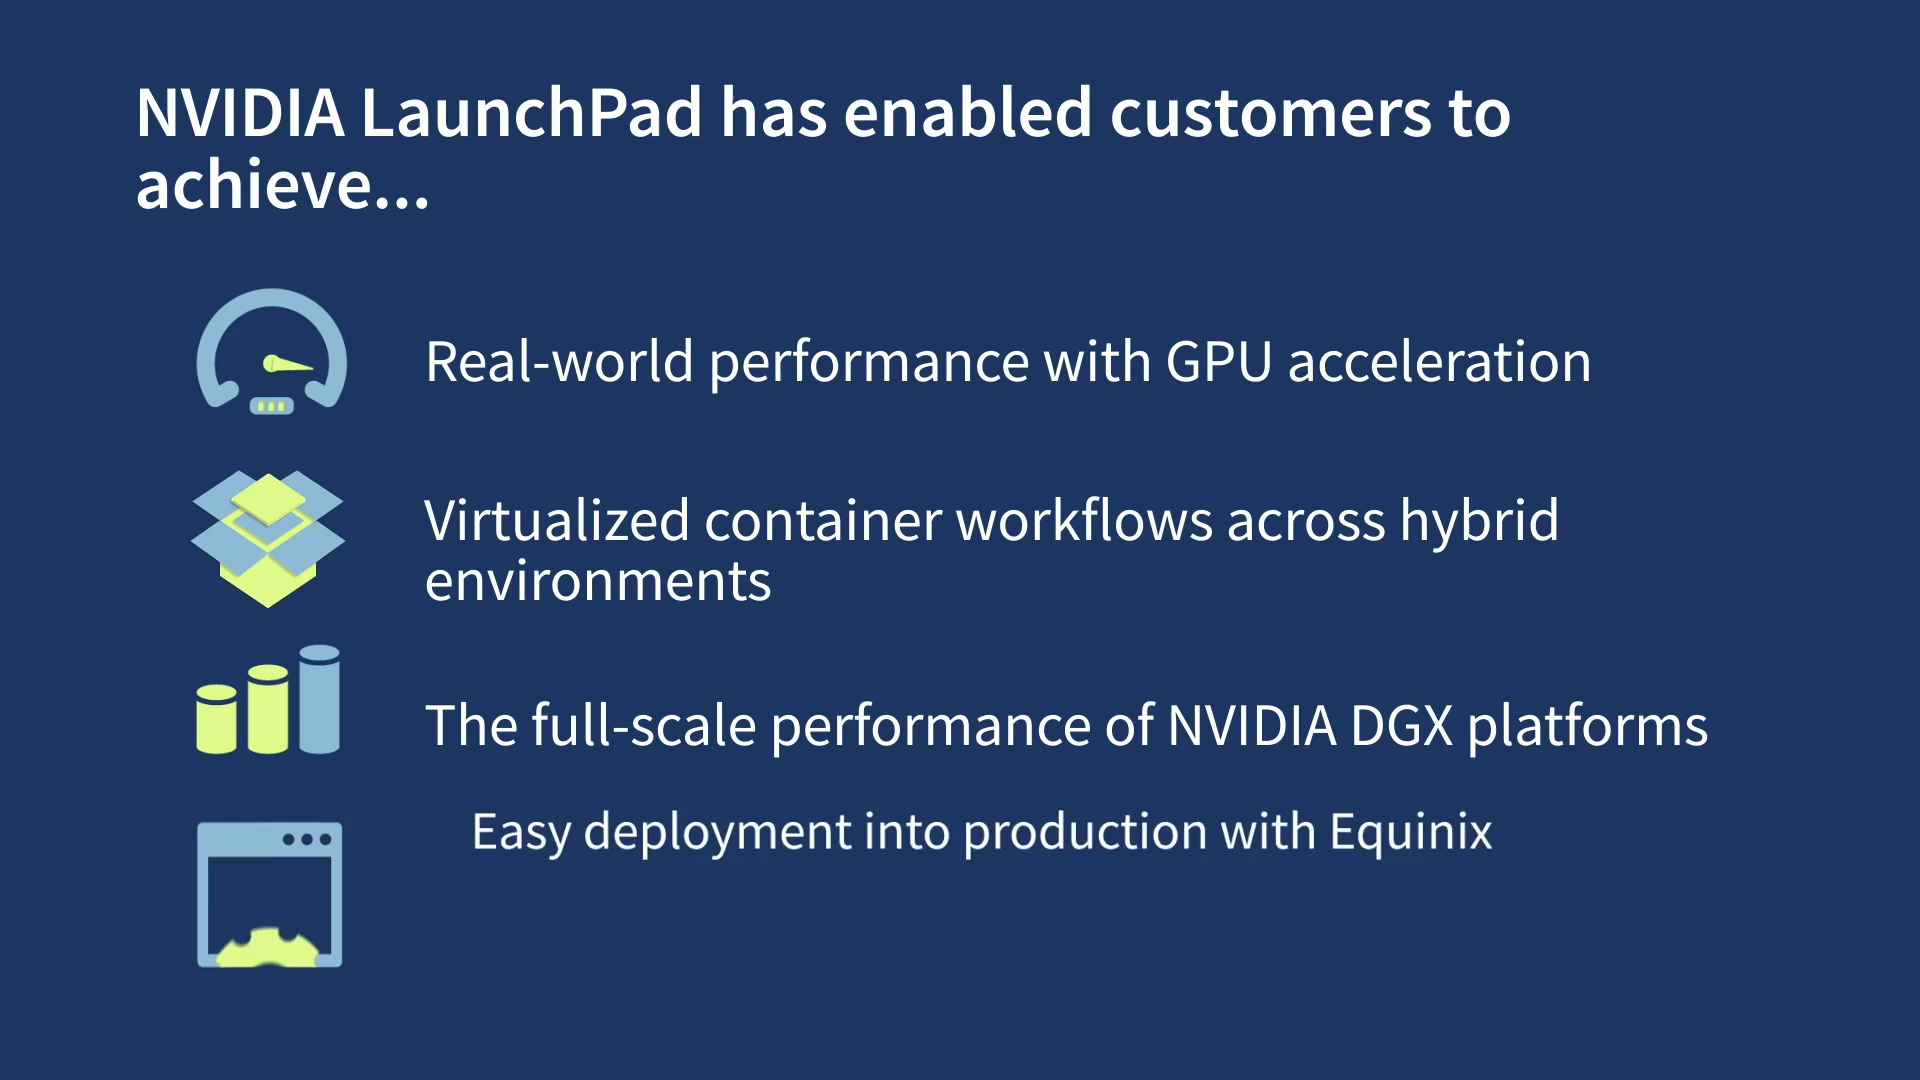 NVIDIA LaunchPad has enabled customers to
achieve...
Real-world performance with GPU acceleration
Virtualized container workflows across hybrid
environments
The full-scale performance of NVIDIA DGX platforms
Easy deployment into production with Equinix